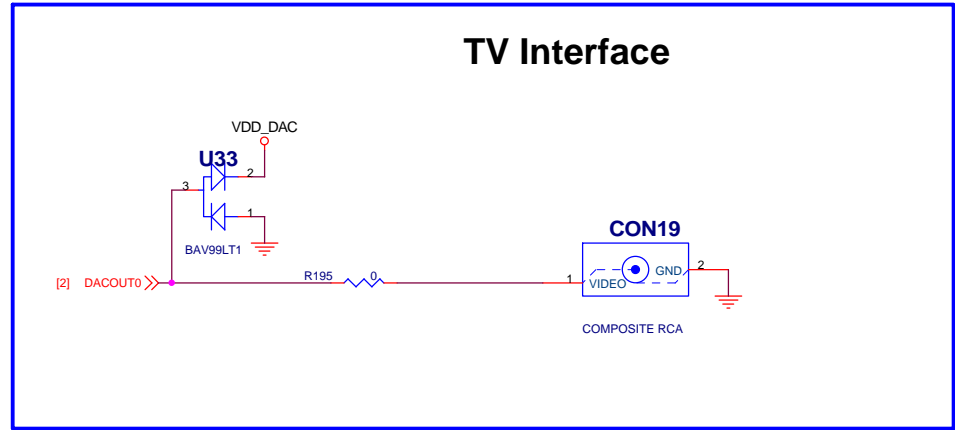 TV Interface
VDD_DAC
U33
2
3
1
BAV99LT1
CON19
[2] DACOUT0
R195 0
1 VIDEO GND 2
COMPOSITE RCA